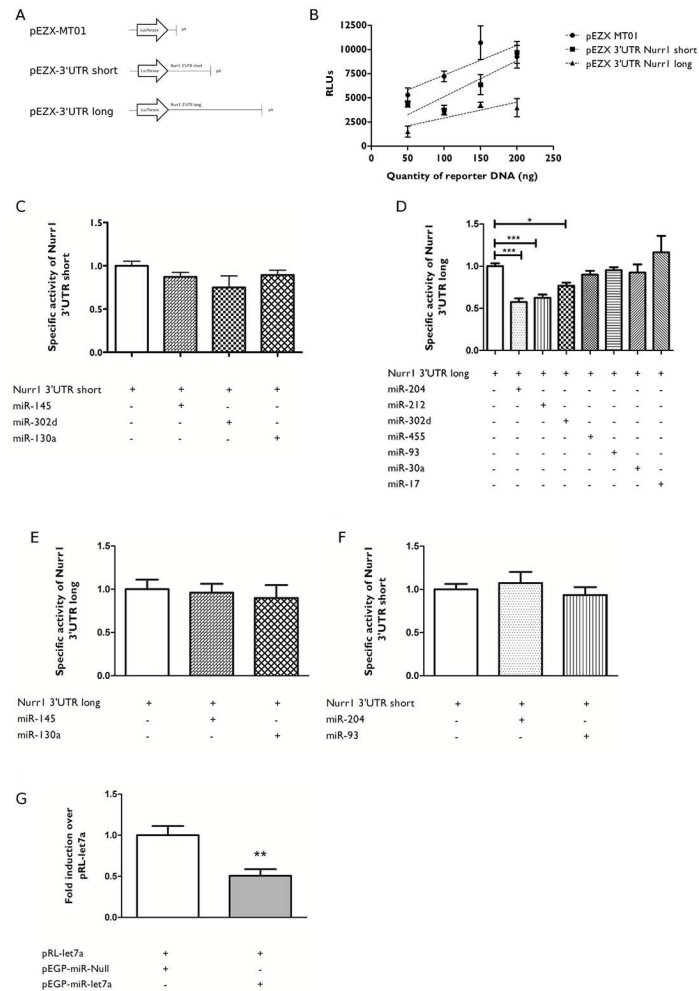 A
pEZX-MT01
Luciferase
pA
pEZX-3'UTR short
Luciferase
Nurr1 3'UTR short
pA
pEZX-3'UTR long
Luciferase
Nurr1 3'UTR long
pA
B
RLUs
12500
10000
7500
5000
2500
0
0 50 100 150 200 250
Quantity of reporter DNA (ng)
pEZX MT01
pEZX 3'UTR Nurr1 short
pEZX 3'UTR Nurr1 long
C
Specific activity of Nurr1
3'UTR short
1.5
1.0
0.5
0.0
Nurr1 3'UTR short + + + +
miR-145 - + - -
miR-302d - - + -
miR-130a - - - +
D
Specific activity of Nurr1
3'UTR long
1.5
1.0
0.5
0.0
*
***
***
Nurr1 3'UTR long + + + + + + + +
miR-204 - + - - - - - -
miR-212 - - + - - - - -
miR-302d - - - + - - - -
miR-455 - - - - + - - -
miR-93 - - - - - + - -
miR-30a - - - - - - + -
miR-17 - - - - - - - +
E
Specific activity of Nurr1
3'UTR long
1.5
1.0
0.5
0.0
Nurr1 3'UTR long + + +
miR-145 - + -
miR-130a - - +
F
Specific activity of Nurr1
3'UTR short
1.5
1.0
0.5
0.0
Nurr1 3'UTR short + + +
miR-204 - + -
miR-93 - - +
G
Fold induction over
pRL-let7a
1.5
1.0
0.5
0.0
**
pRL-let7a + +
pEGP-miR-Null + -
pEGP-miR-let7a - +